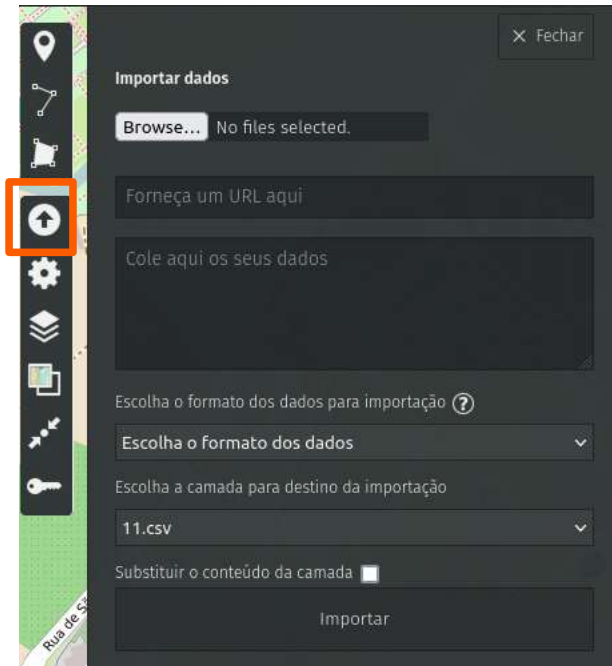 × Fechar
Importar dados
Browse... No files selected.
Forneça um URL aqui
Cole aqui os seus dados
Escolha o formato dos dados para importação ?
Escolha o formato dos dados
Escolha a camada para destino da importação
11.csv
Substituir o conteúdo da camada
Importar
Rua de Sã